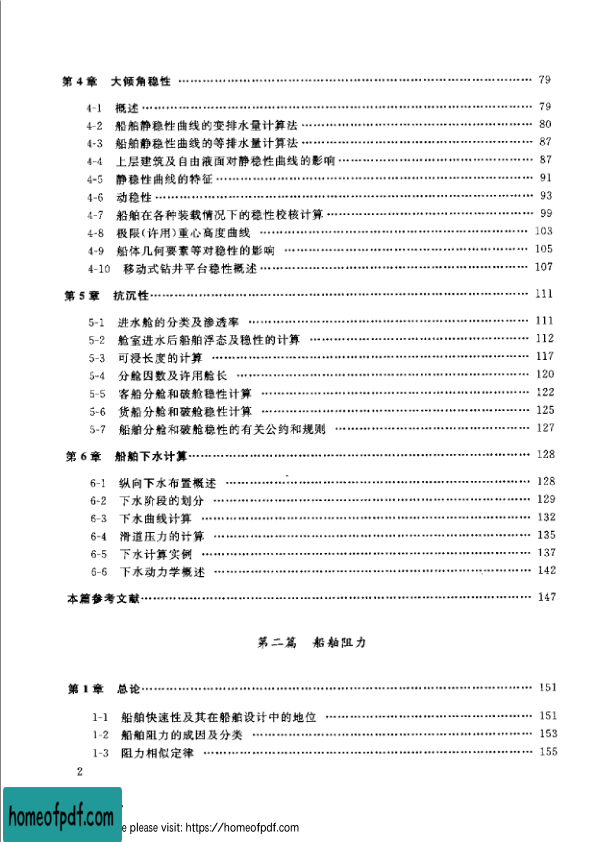 第4章 大倾角稳性 …… 79
4-1 概述 …… 79
4-2 船舶静稳性曲线的变排水量计算法 …… 80
4-3 船舶静稳性曲线的等排水量计算法 …… 87
4-4 上层建筑及自由液面对静稳性曲线的影响 …… 87
4-5 静稳性曲线的特征 …… 91
4-6 动稳性 …… 93
4-7 船舶在各种装载情况下的稳性校核计算 …… 99
4-8 极限(许用)重心高度曲线 …… 103
4-9 船体几何要素等对稳性的影响 …… 105
4-10 移动式钻井平台稳性概述 …… 107
第5章 抗沉性 …… 111
5-1 进水舱的分类及渗透率 …… 111
5-2 舱室进水后船舶浮态及稳性的计算 …… 112
5-3 可浸长度的计算 …… 117
5-4 分舱因数及许用舱长 …… 120
5-5 客船分舱和破舱稳性计算 …… 122
5-6 货船分舱和破舱稳性计算 …… 125
5-7 船舶分舱和破舱稳性的有关公约和规则 …… 127
第6章 船舶下水计算 …… 128
6-1 纵向下水布置概述 …… 128
6-2 下水阶段的划分 …… 129
6-3 下水曲线计算 …… 132
6-4 滑道压力的计算 …… 135
6-5 下水计算实例 …… 137
6-6 下水动力学概述 …… 142
本篇参考文献 …… 147
第二篇 船舶阻力
第1章 总论 …… 151
1-1 船舶快速性及其在船舶设计中的地位 …… 151
1-2 船舶阻力的成因及分类 …… 153
1-3 阻力相似定律 …… 155
2
homeofpdf.com
please visit: https://homeofpdf.com